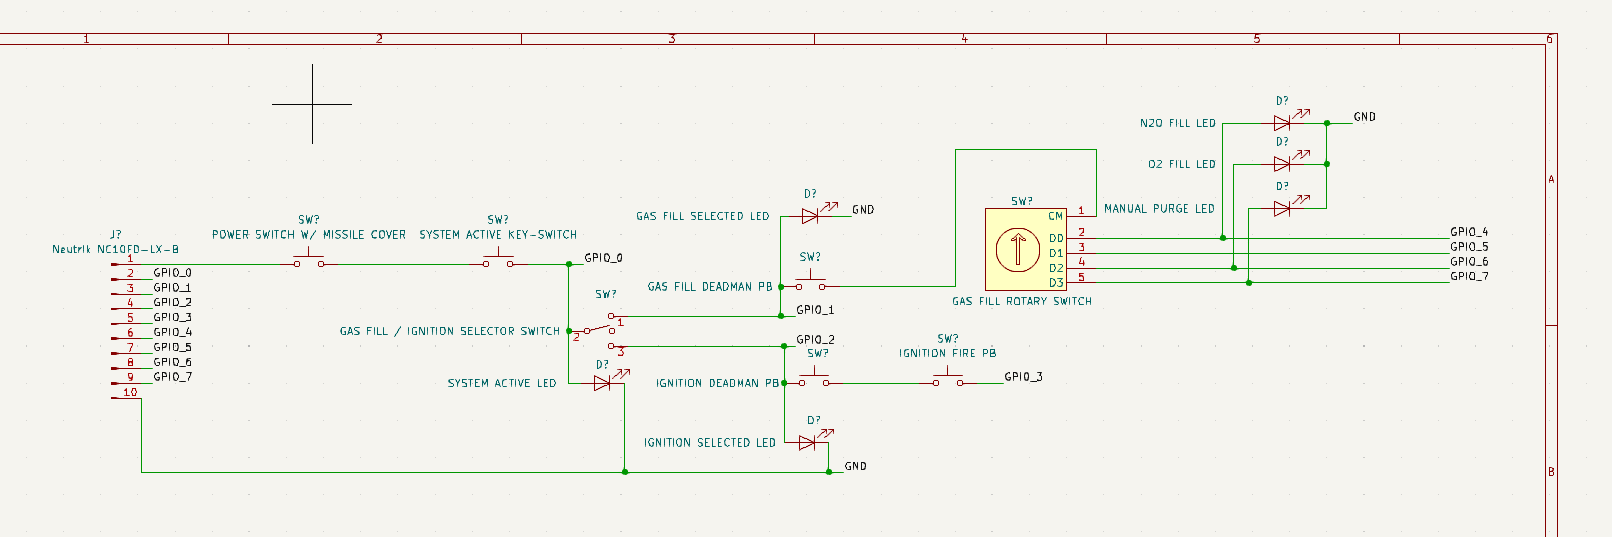 1
2
3
4
5
6
A
B
D?
N2O FILL LED
GND
D?
O2 FILL LED
D?
MANUAL PURGE LED
SW?
CM
1
DD
2
D1
3
D2
4
D3
5
GAS FILL ROTARY SWITCH
GPIO_4
GPIO_5
GPIO_6
GPIO_7
D?
GAS FILL SELECTED LED
GND
SW?
POWER SWITCH W/ MISSILE COVER
SW?
SYSTEM ACTIVE KEY-SWITCH
J?
Neutrik NC10FD-LX-B
1
2
3
4
5
6
7
8
9
10
GPIO_0
GPIO_1
GPIO_2
GPIO_3
GPIO_4
GPIO_5
GPIO_6
GPIO_7
GPIO_0
SW?
GAS FILL DEADMAN PB
GPIO_1
SW?
GAS FILL / IGNITION SELECTOR SWITCH
1
2
3
GPIO_2
D?
SYSTEM ACTIVE LED
SW?
IGNITION DEADMAN PB
SW?
IGNITION FIRE PB
GPIO_3
D?
IGNITION SELECTED LED
GND